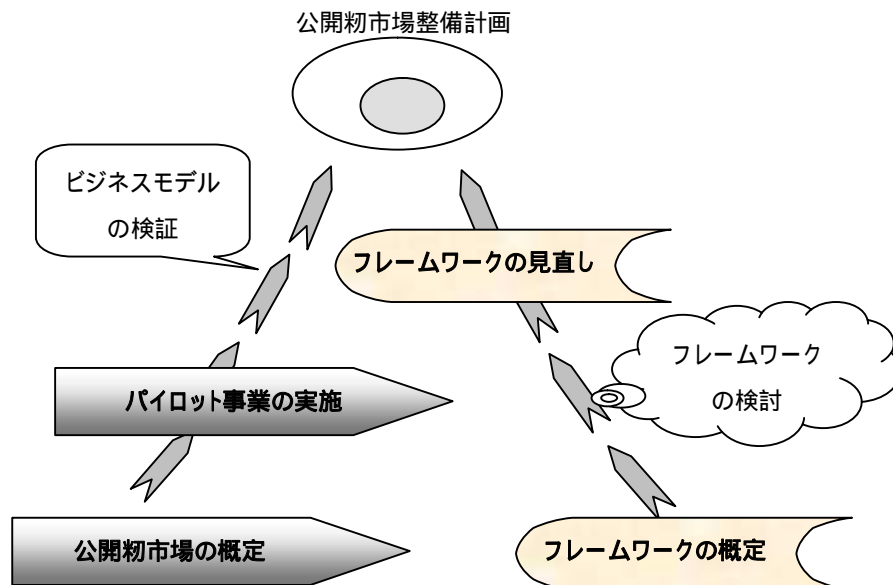 公開籾市場整備計画
ビジネスモデル
の検証
フレームワークの見直し
フレームワーク
の検討
パイロット事業の実施
公開籾市場の概定
フレームワークの概定